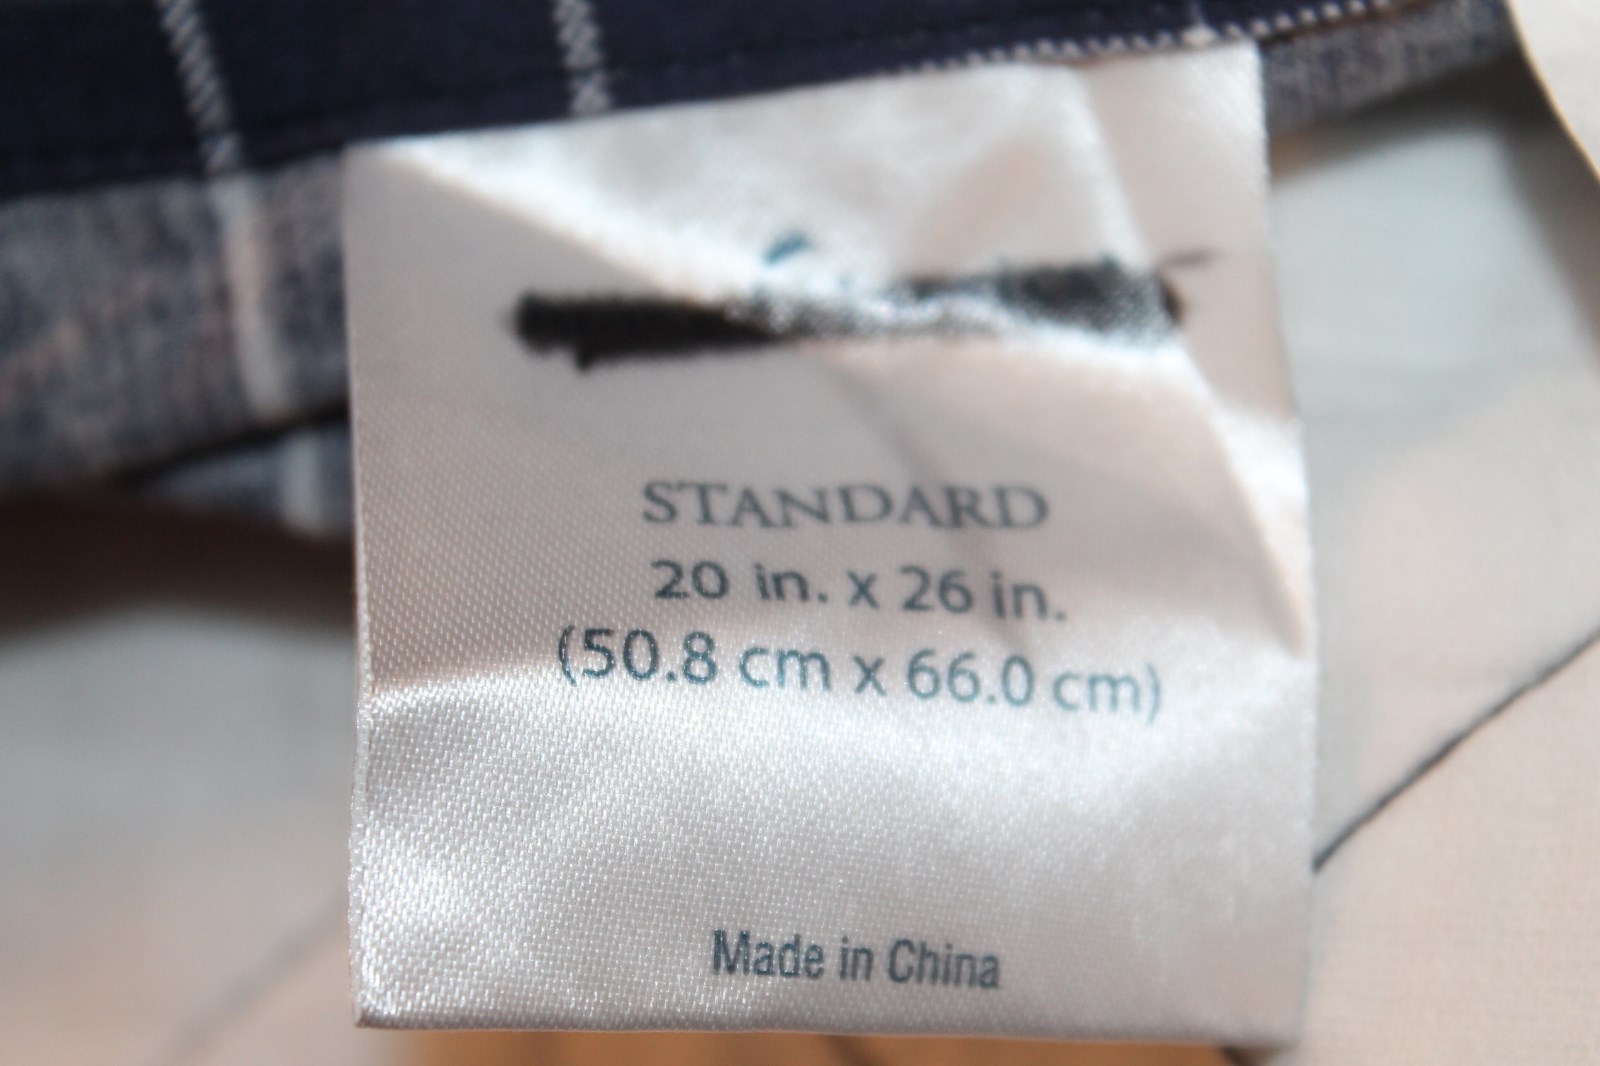 STANDARD
20 in. x 26 in.
(50.8 cm x 66.0 cm)
Made in China